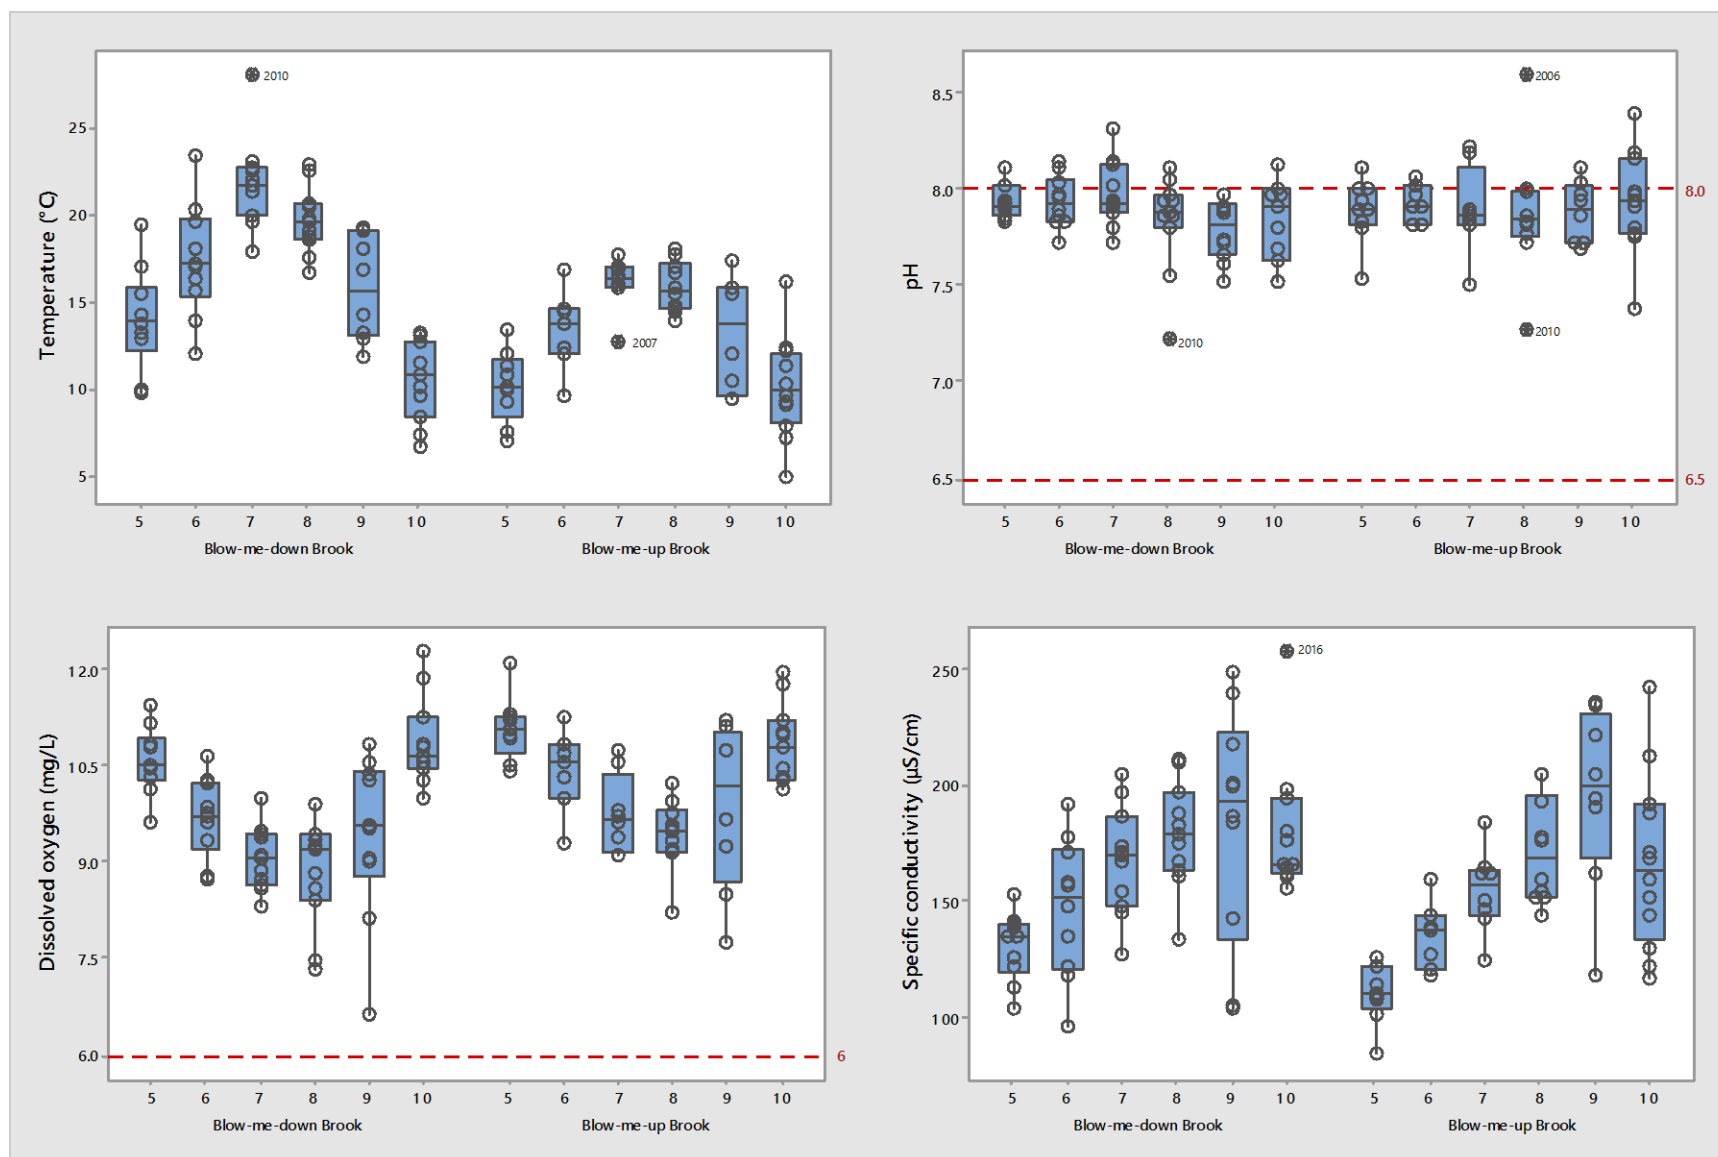 Temperature (°C)
25
20
15
10
5
2010
2007
5 6 7 8 9 10 5 6 7 8 9 10
Blow-me-down Brook Blow-me-up Brook
pH
8.5
8.0
7.5
7.0
6.5
2006
2010
2010
8.0
6.5
5 6 7 8 9 10 5 6 7 8 9 10
Blow-me-down Brook Blow-me-up Brook
Dissolved oxygen (mg/L)
12.0
10.5
9.0
7.5
6.0
6
5 6 7 8 9 10 5 6 7 8 9 10
Blow-me-down Brook Blow-me-up Brook
Specific conductivity (µS/cm)
250
200
150
100
2016
5 6 7 8 9 10 5 6 7 8 9 10
Blow-me-down Brook Blow-me-up Brook